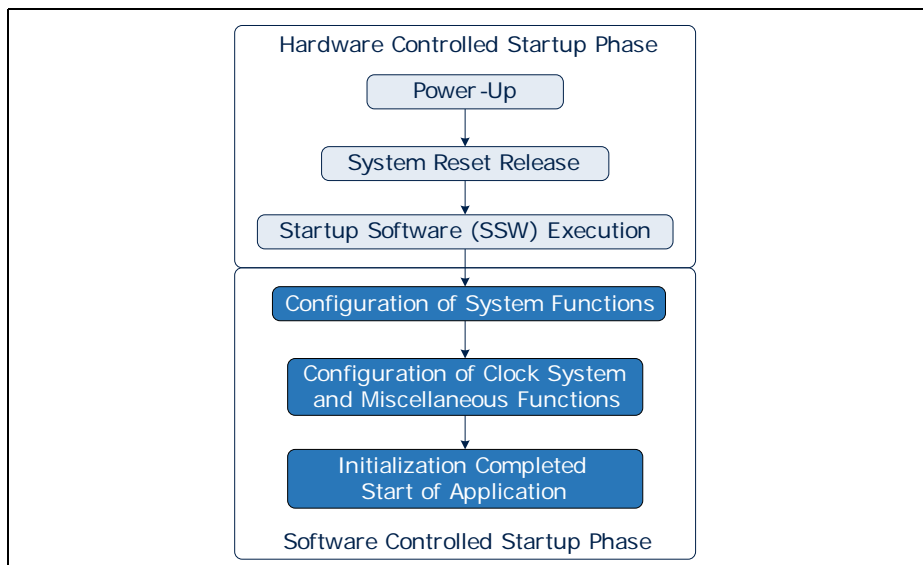 Hardware Controlled Startup Phase
Power-Up
System Reset Release
Startup Software (SSW) Execution
Configuration of System Functions
Configuration of Clock System
and Miscellaneous Functions
Initialization Completed
Start of Application
Software Controlled Startup Phase